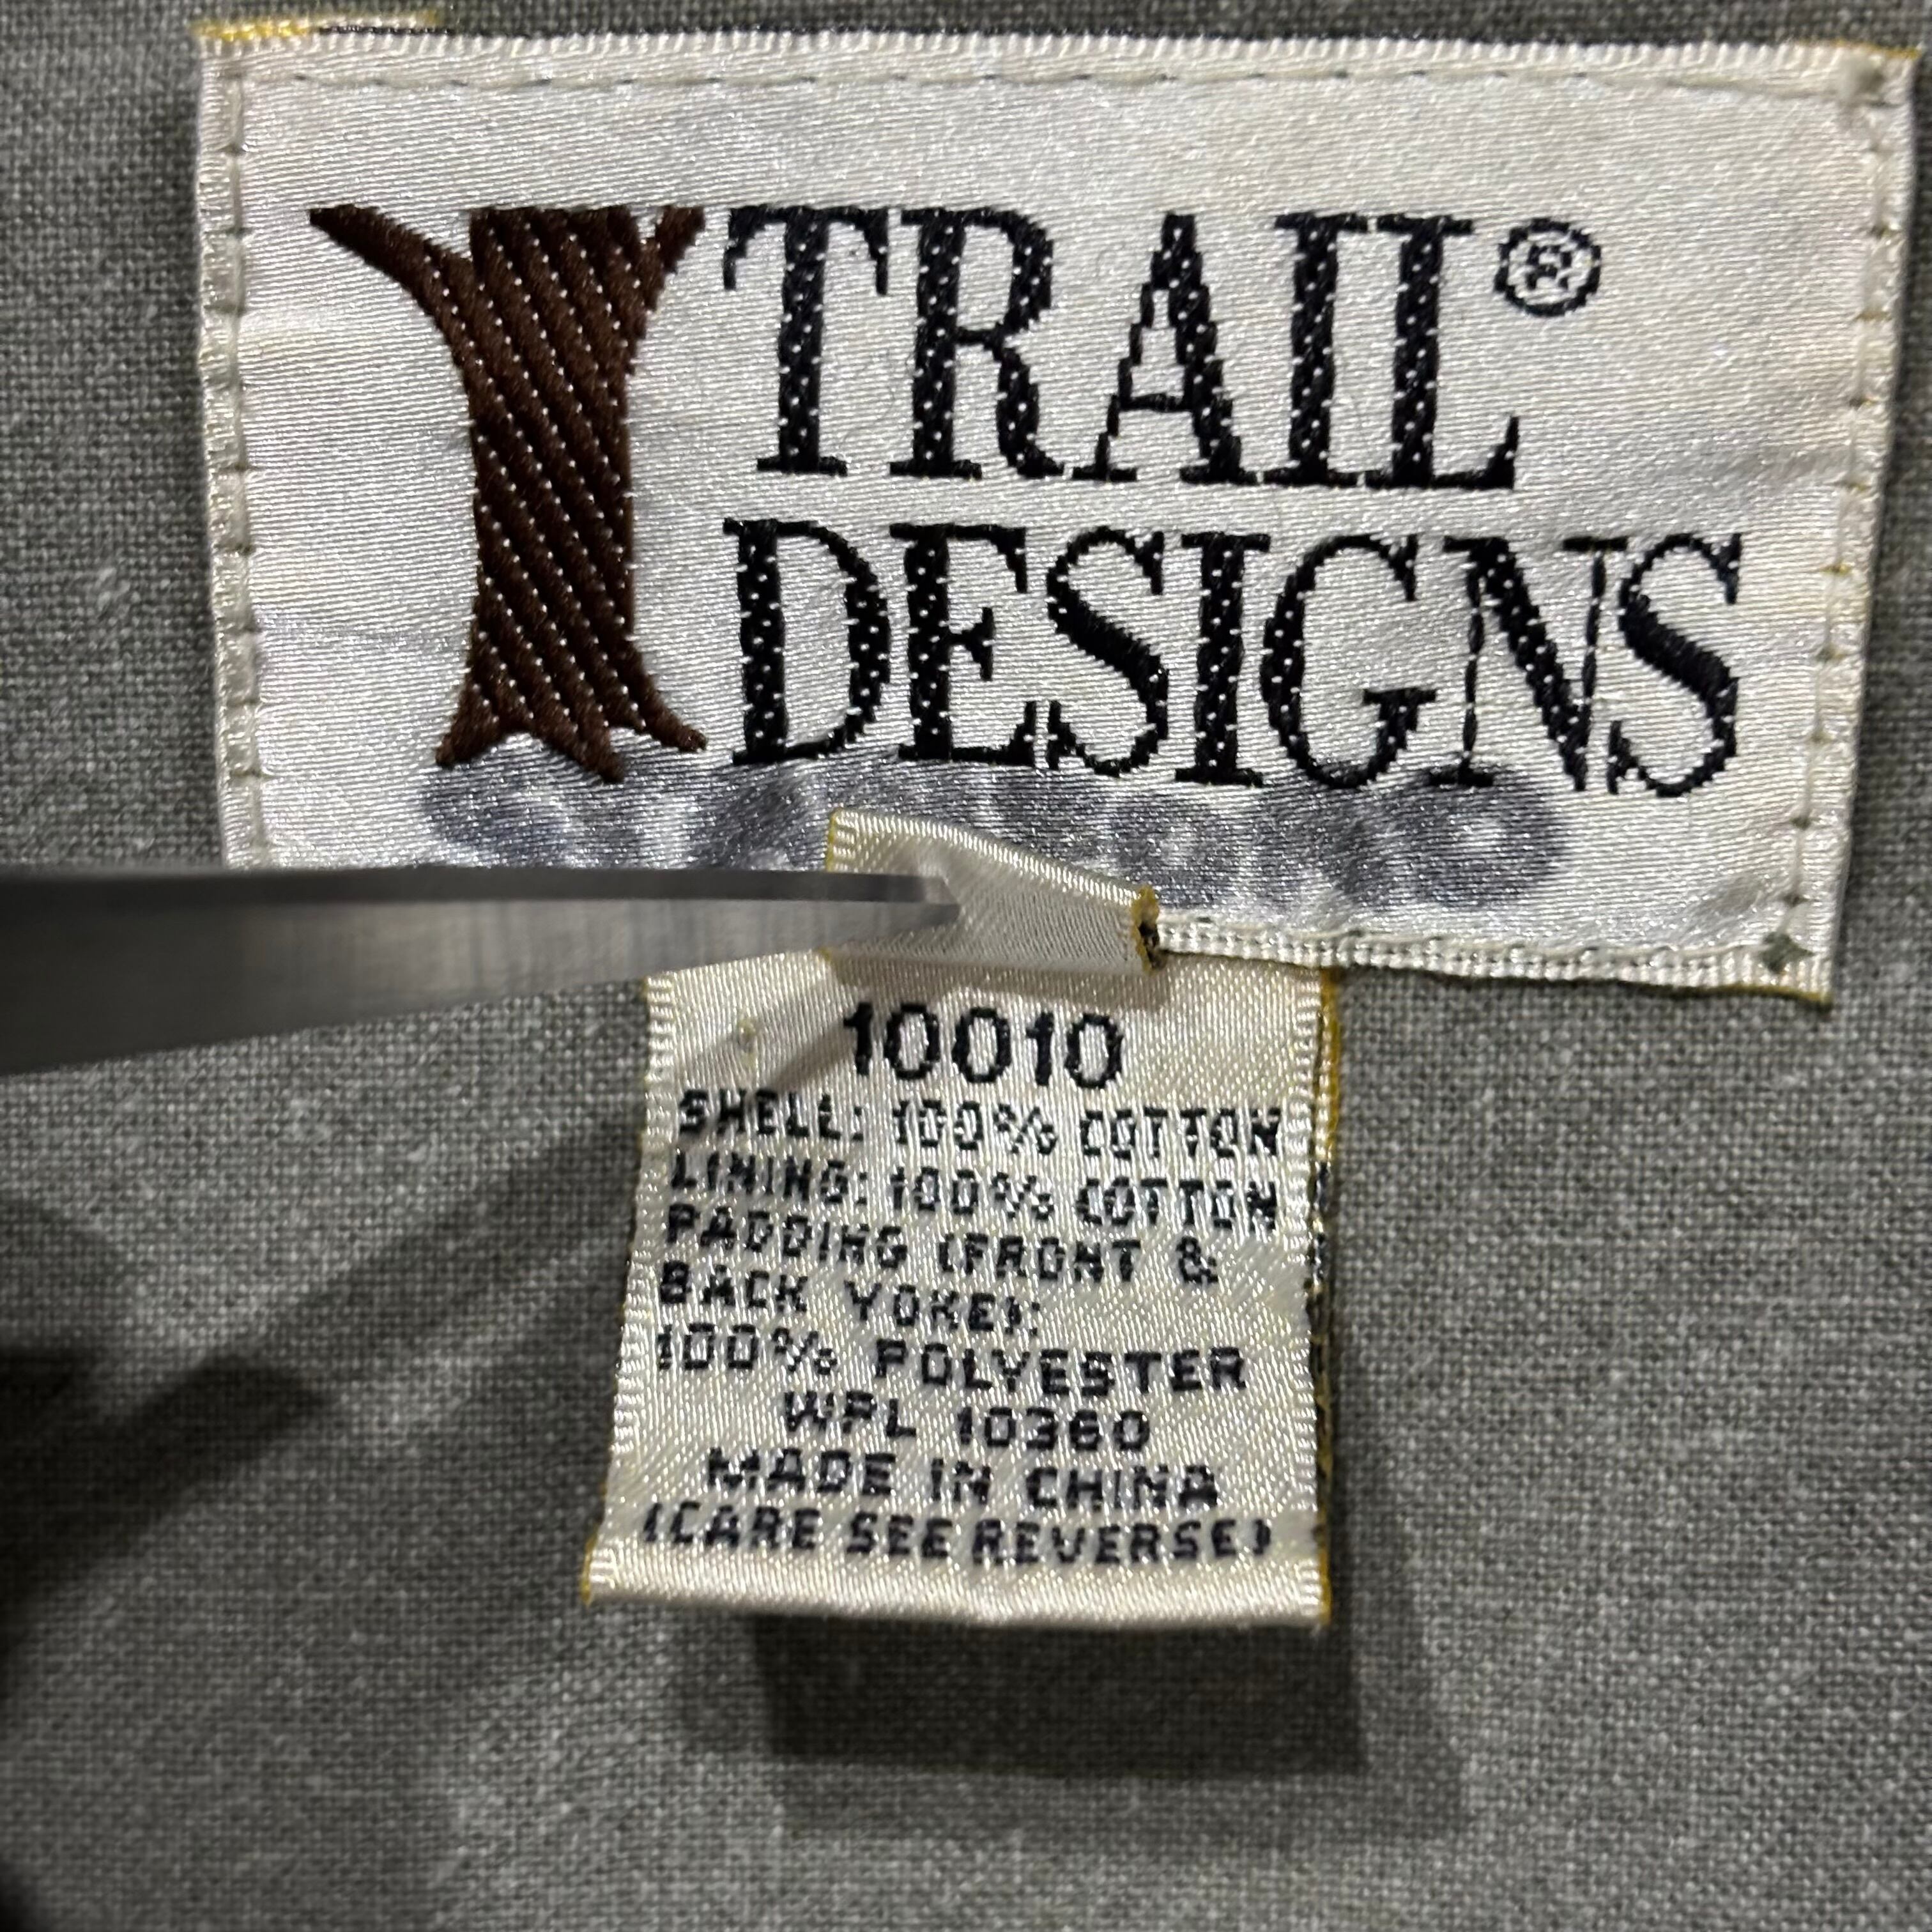 TRAIL®
DESIGNS
10010
SHELL: 100% COTTON
LINING: 100% COTTON
PADDING (FRONT &
BACK YOKE):
100% POLYESTER
WPL 10360
MADE IN CHINA
(CARE SEE REVERSE)